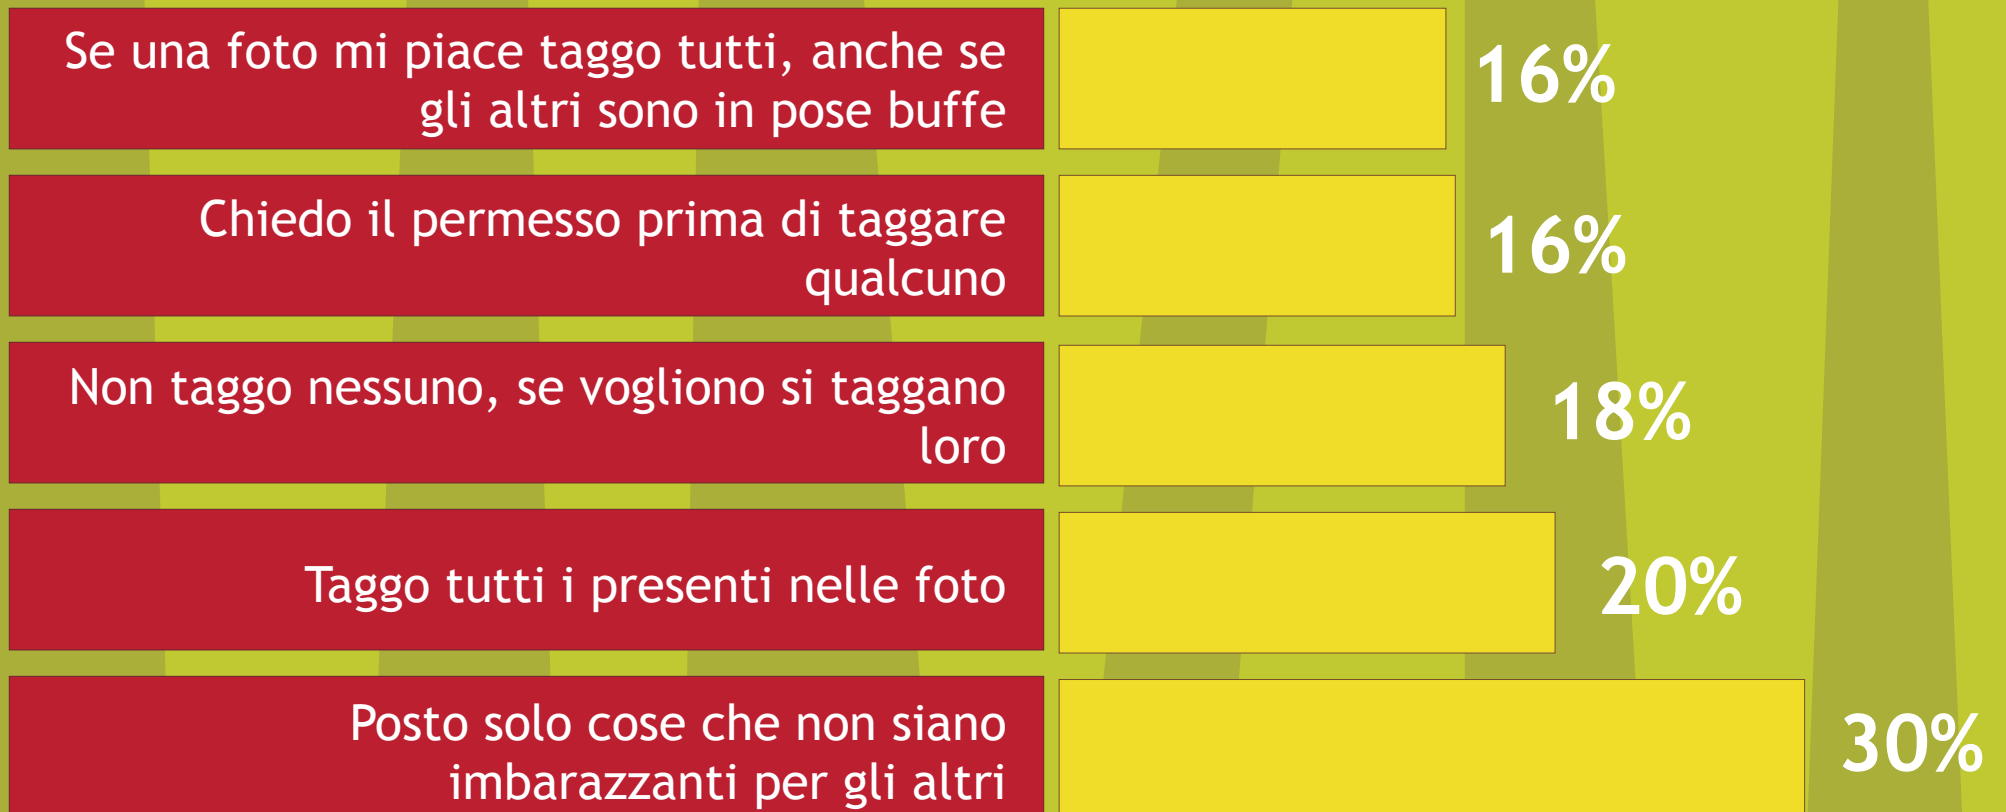 Se una foto mi piace taggo tutti, anche se
gli altri sono in pose buffe
16%
Chiedo il permesso prima di taggare
qualcuno
16%
Non taggo nessuno, se vogliono si taggano
loro
18%
Taggo tutti i presenti nelle foto
20%
Posto solo cose che non siano
imbarazzanti per gli altri
30%